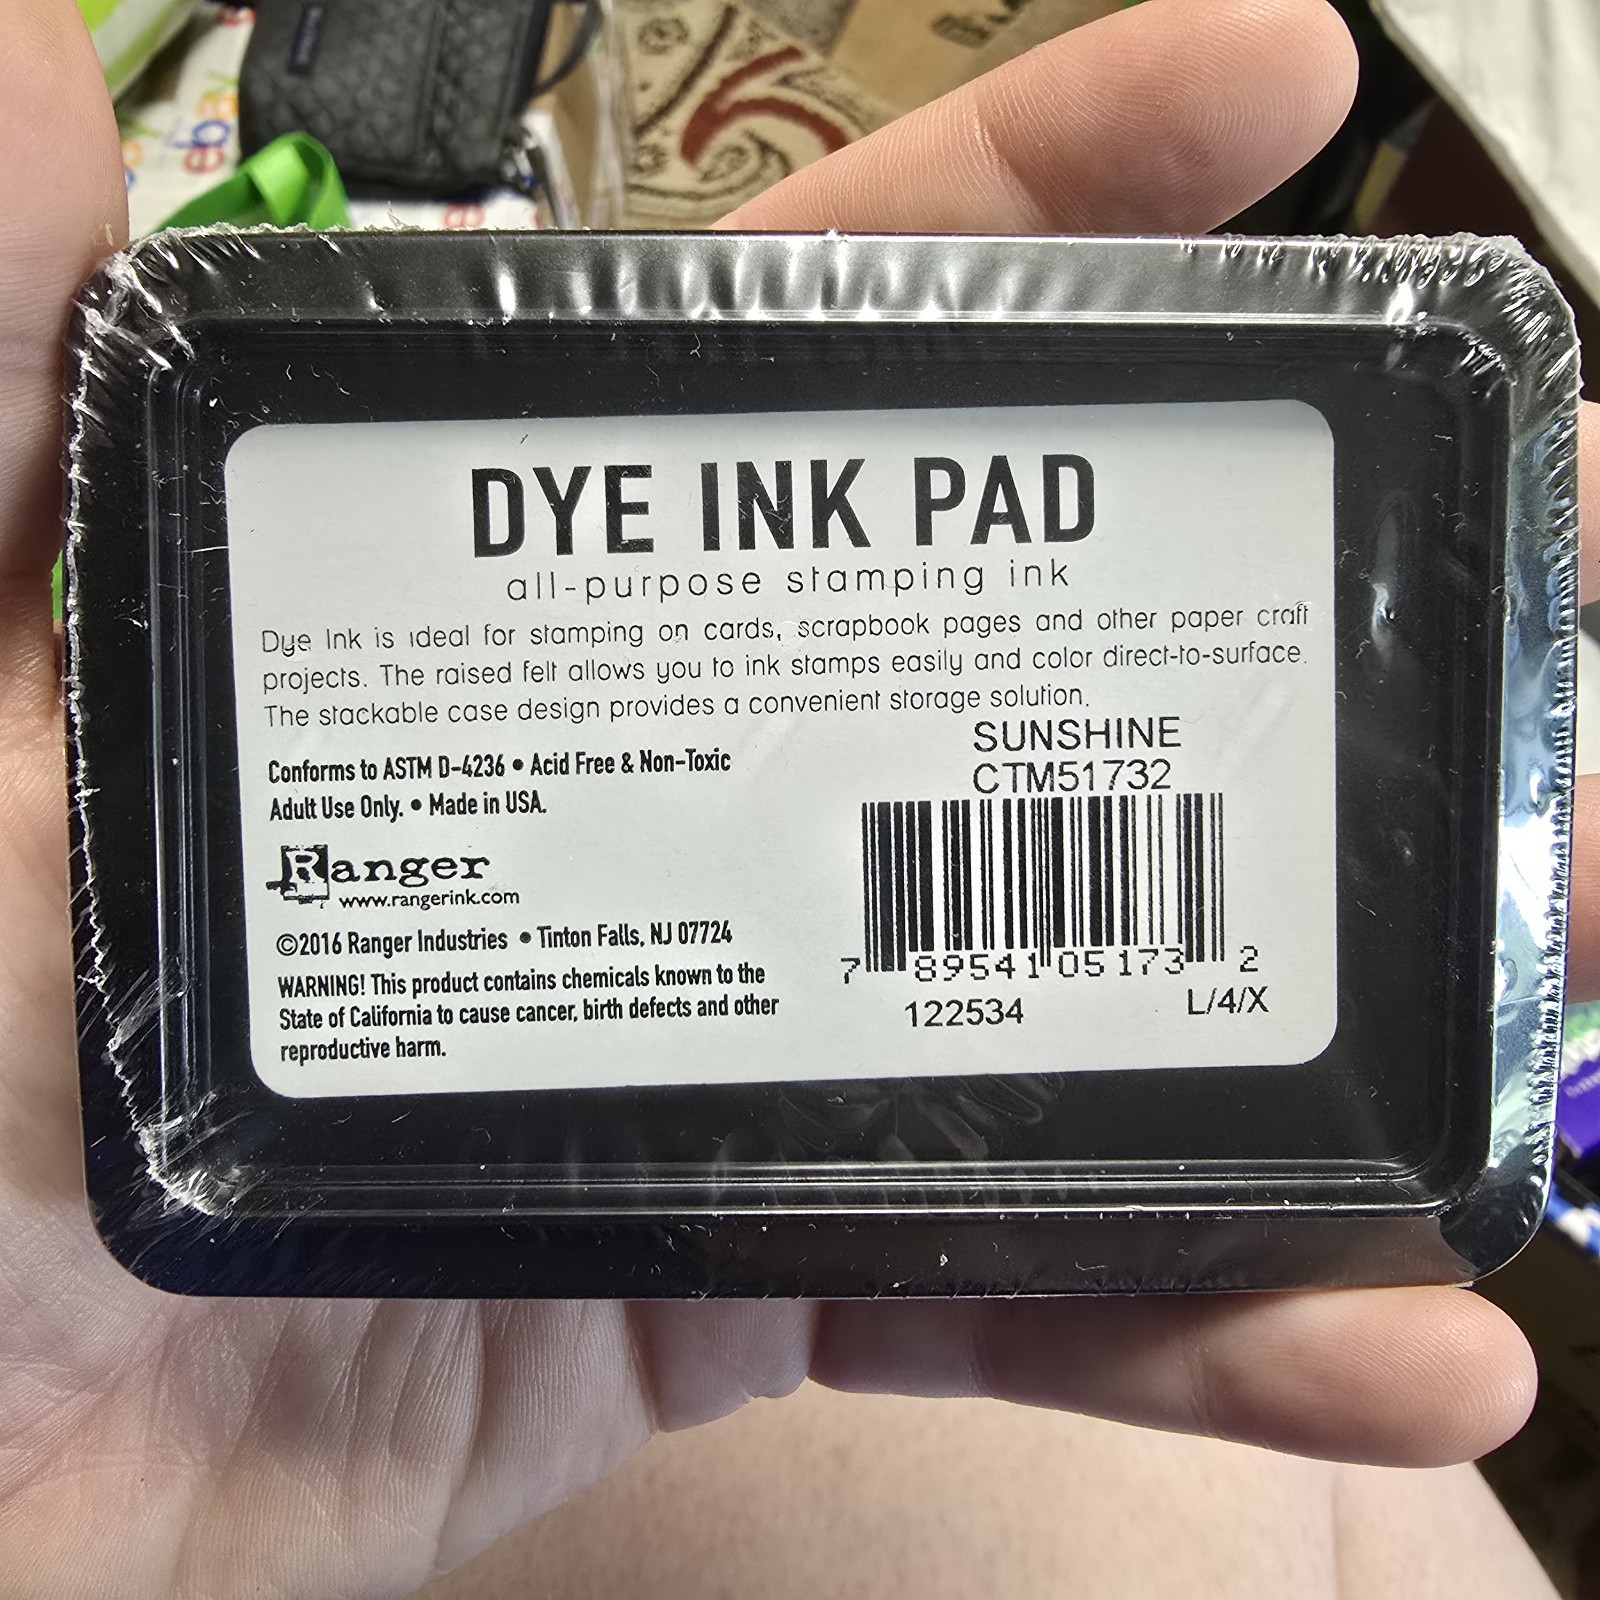 ebay
DYE INK PAD
all-purpose stamping ink
Dye Ink is ideal for stamping on cards, scrapbook pages and other paper craft
projects. The raised felt allows you to ink stamps easily and color direct-to-surface.
The stackable case design provides a convenient storage solution.
SUNSHINE
CTM51732
Conforms to ASTM D-4236 • Acid Free & Non-Toxic
Adult Use Only. • Made in USA.
Ranger
www.rangerink.com
©2016 Ranger Industries • Tinton Falls, NJ 07724
WARNING! This product contains chemicals known to the
State of California to cause cancer, birth defects and other
reproductive harm.
7 89541 05173 2
122534 L/4/X